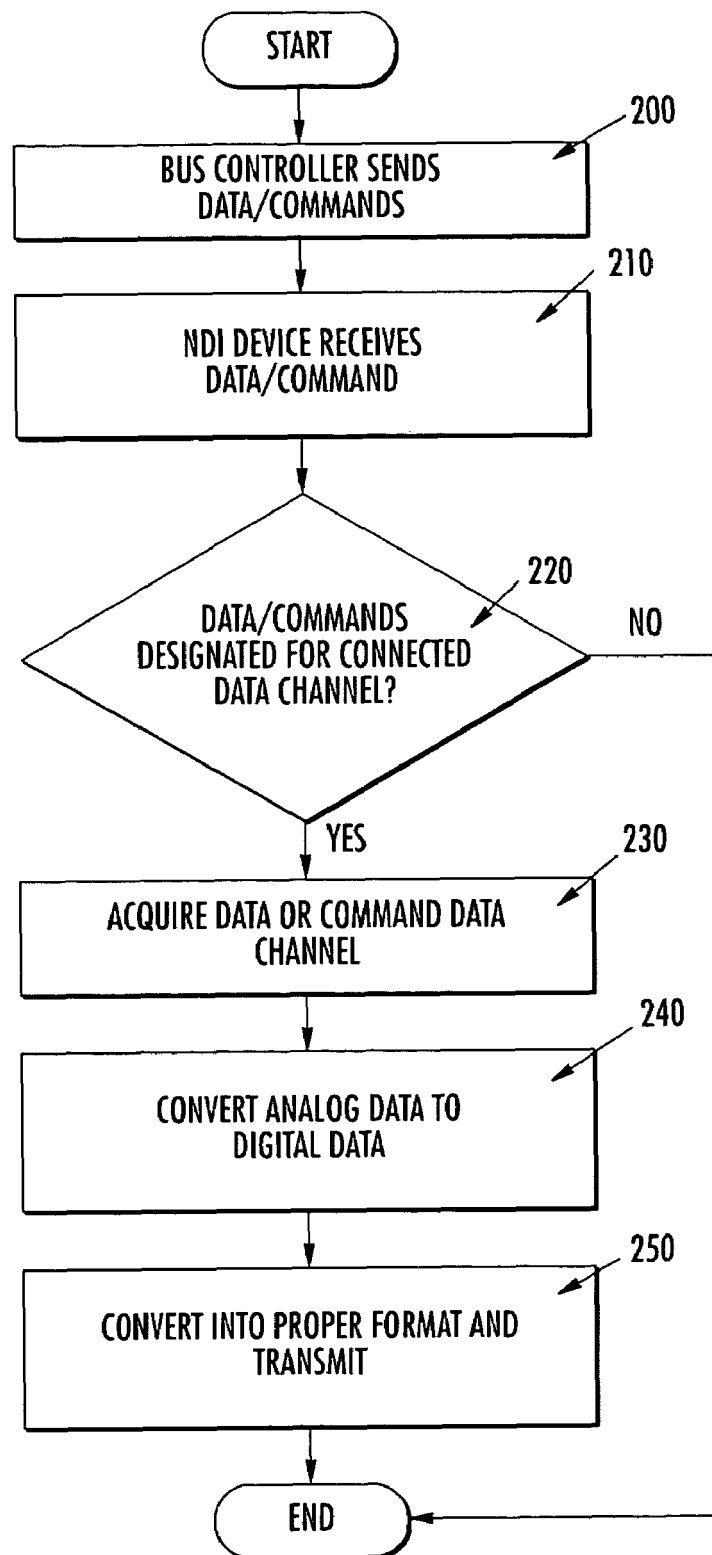 START
200
BUS CONTROLLER SENDS
DATA/COMMANDS
210
NDI DEVICE RECEIVES
DATA/COMMAND
220
DATA/COMMANDS
DESIGNATED FOR CONNECTED
DATA CHANNEL?
NO
YES
230
ACQUIRE DATA OR COMMAND DATA
CHANNEL
240
CONVERT ANALOG DATA TO
DIGITAL DATA
250
CONVERT INTO PROPER FORMAT AND
TRANSMIT
END